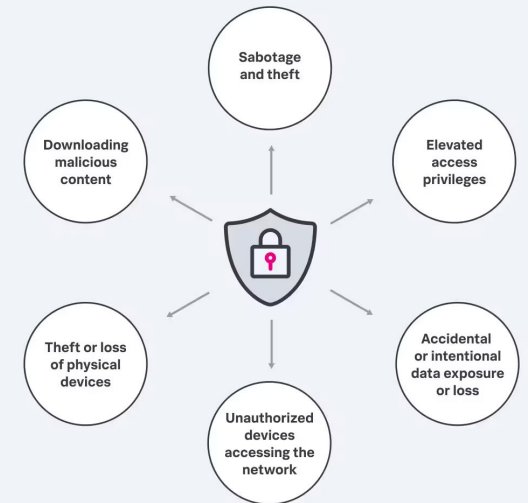 Sabotage
and theft
Elevated
access
privileges
Accidental
or intentional
data exposure
or loss
Unauthorized
devices
accessing the
network
Theft or loss
of physical
devices
Downloading
malicious
content